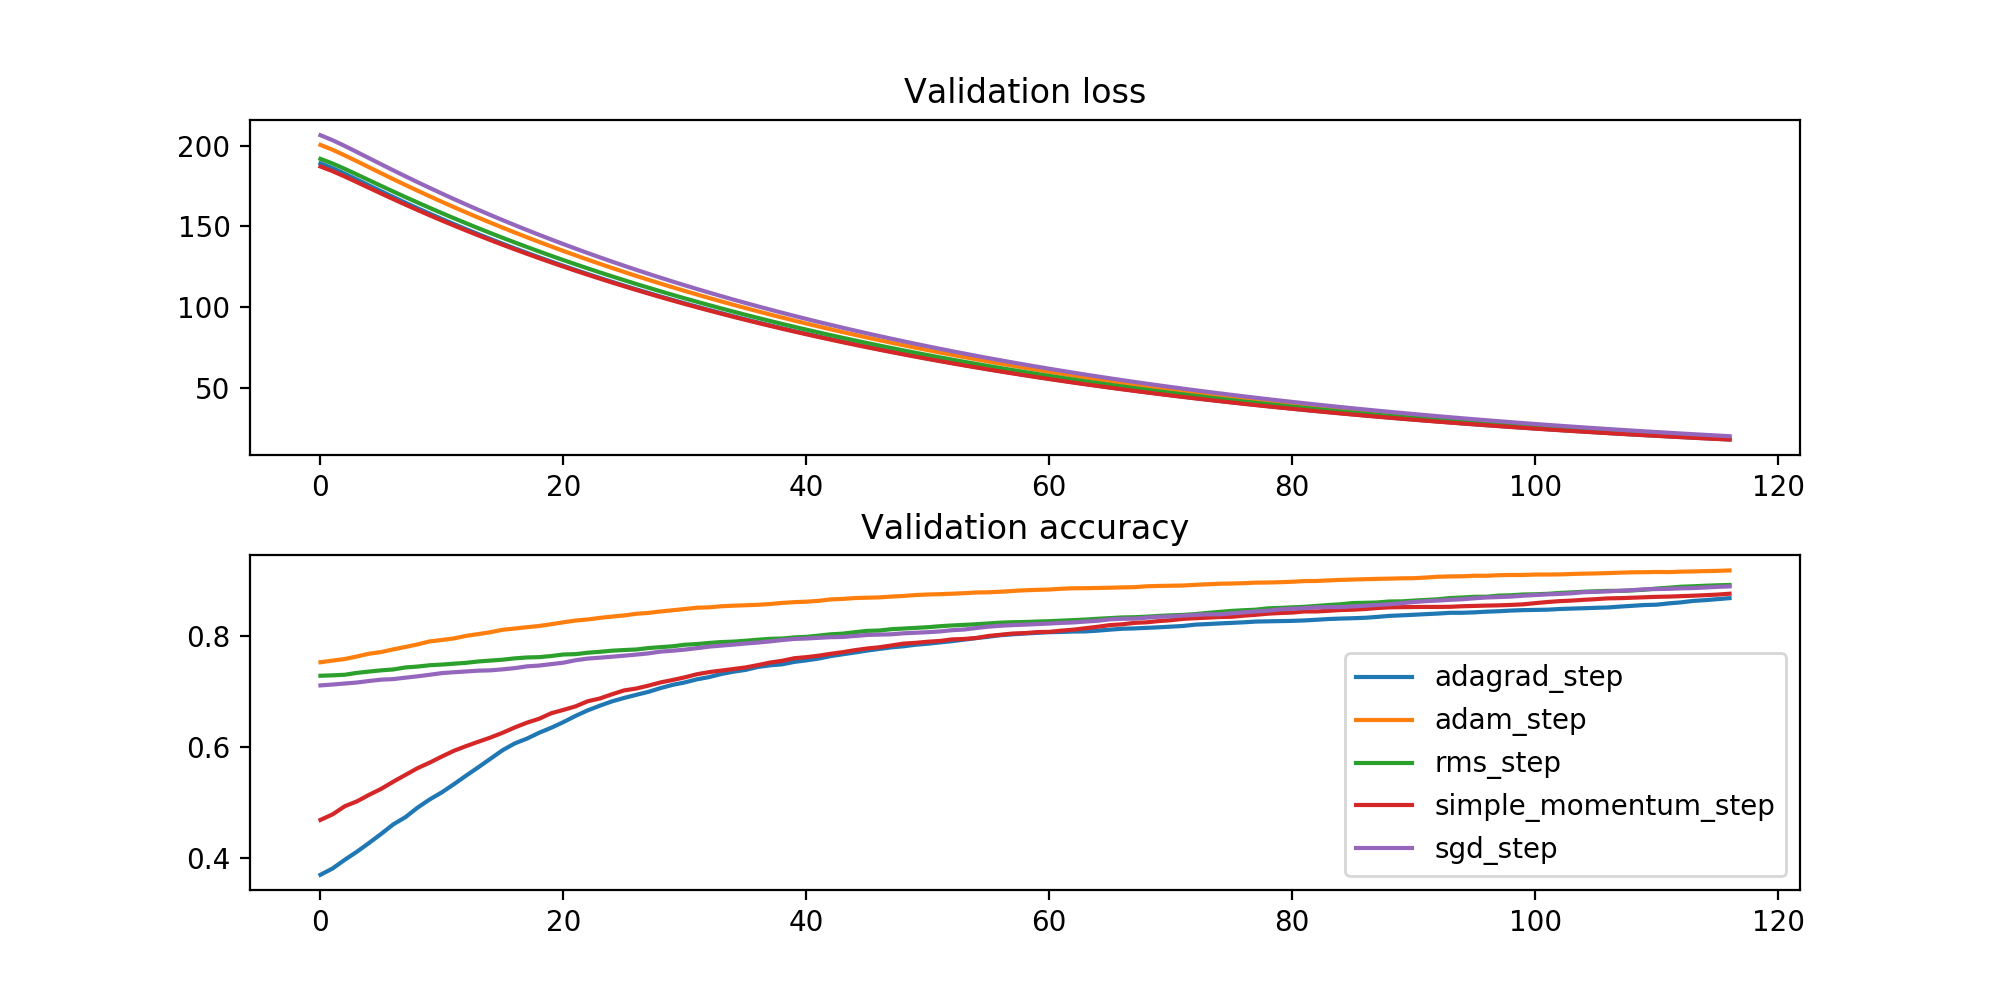 Validation loss
200
150
100
50
0 20 40 60 80 100 120
Validation accuracy
0.8
0.6
0.4
adagrad_step
adam_step
rms_step
simple_momentum_step
sgd_step
0 20 40 60 80 100 120